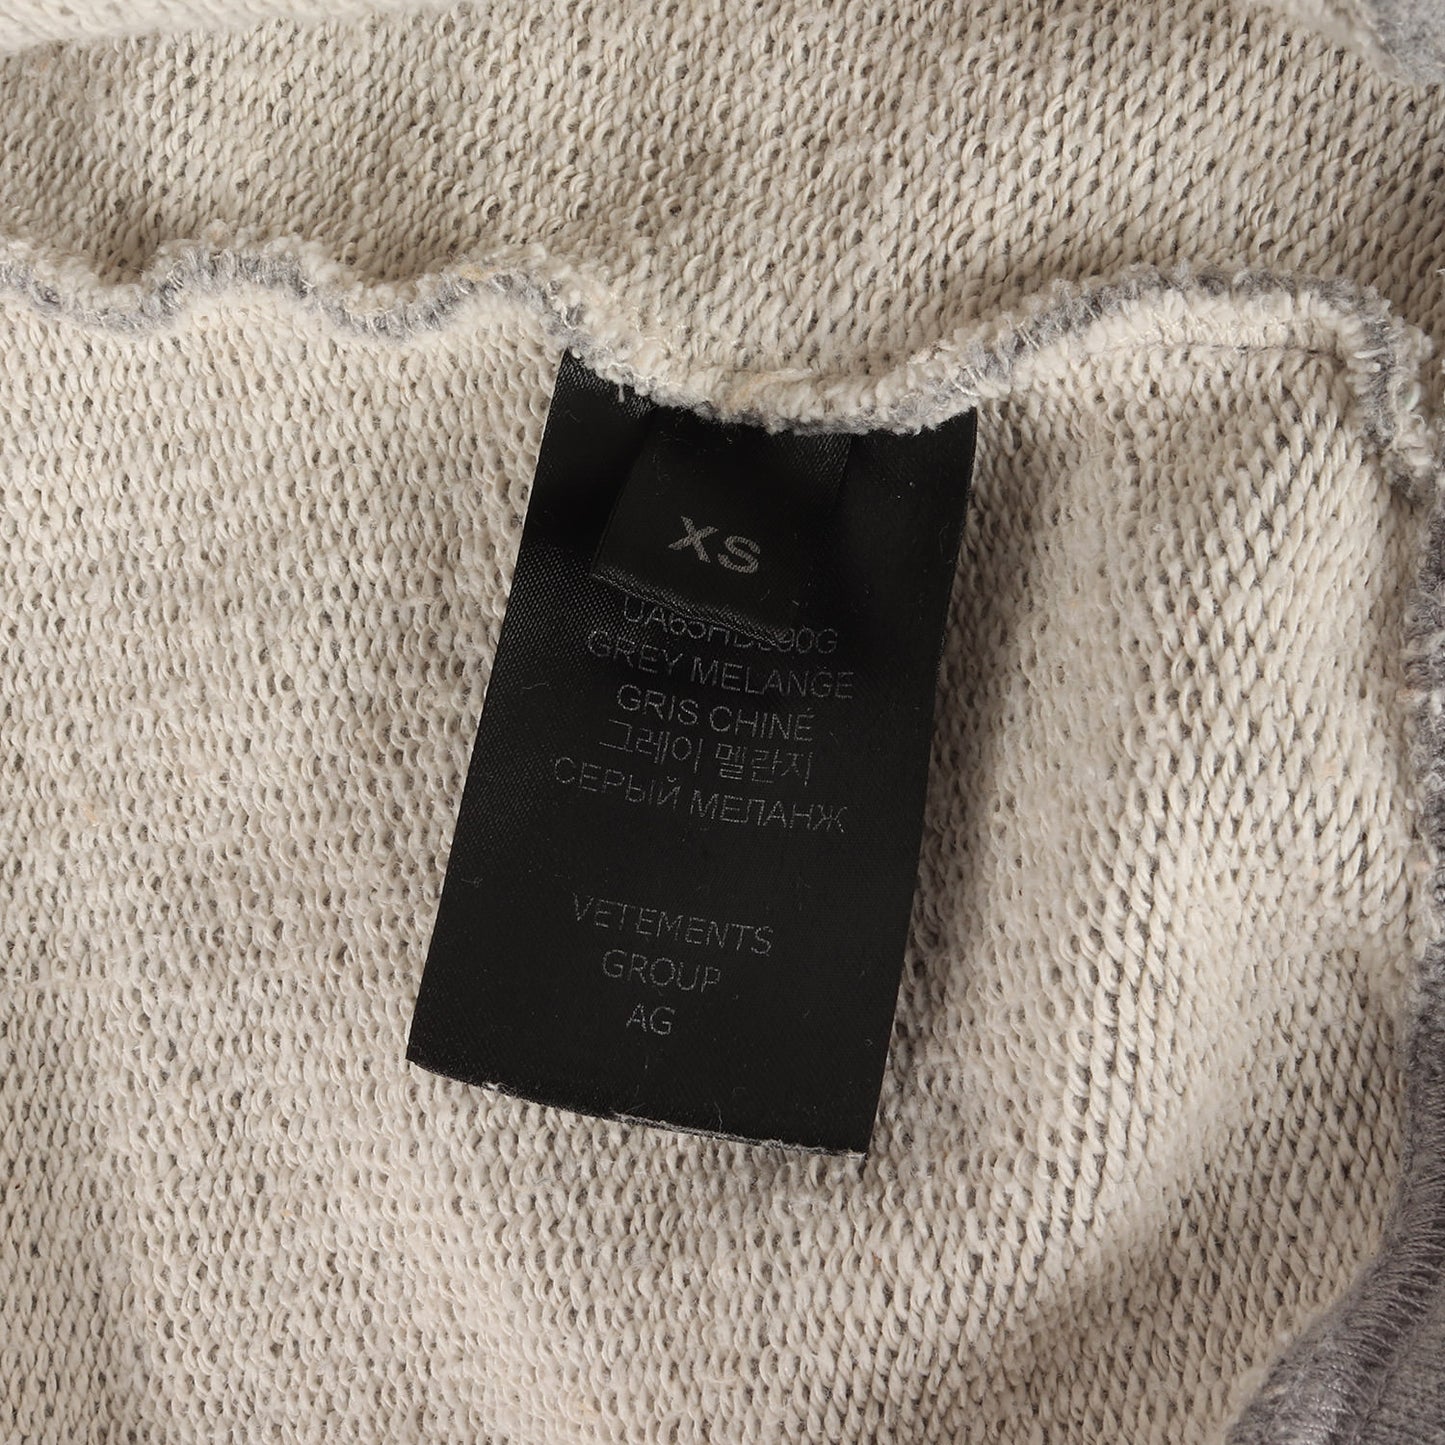 XS
GREY MELANGE
GRIS CHINÉ
그레이 멜란지
СЕРЫЙ МЕЛАНЖ
VETEMENTS
GROUP
AG